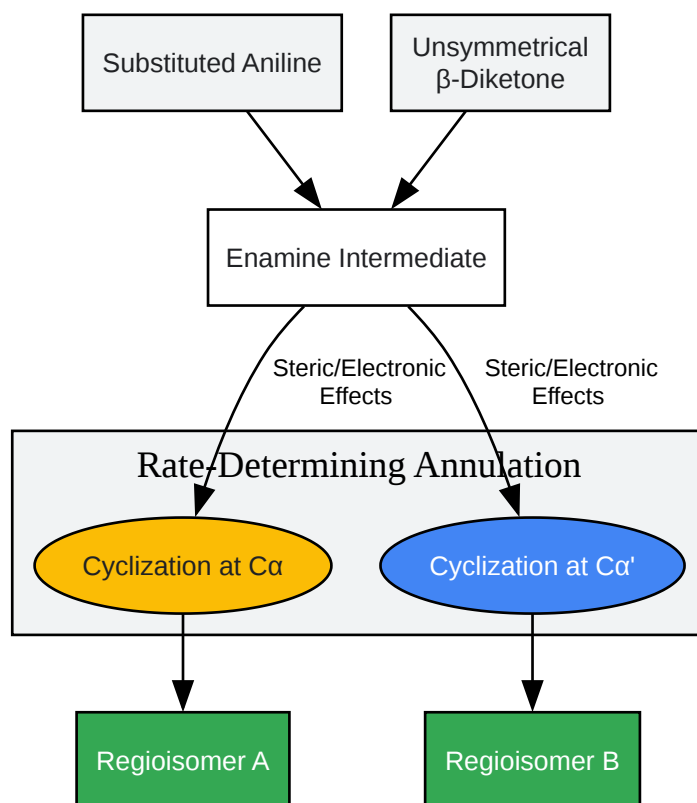 Substituted Aniline
Unsymmetrical
β-Diketone
Enamine Intermediate
Steric/Electronic
Effects
Steric/Electronic
Effects
Rate-Determining Annulation
Cyclization at Cα
Cyclization at Cα'
Regioisomer A
Regioisomer B